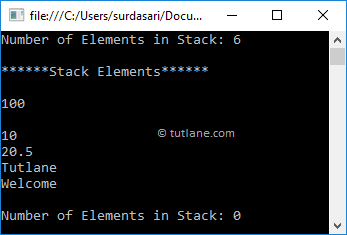 file:///C:/Users/surdasari/Docu...
Number of Elements in Stack: 6
******Stack Elements******
100
10
© tutlane.com
20.5
Tutlane
Welcome
Number of Elements in Stack: 0